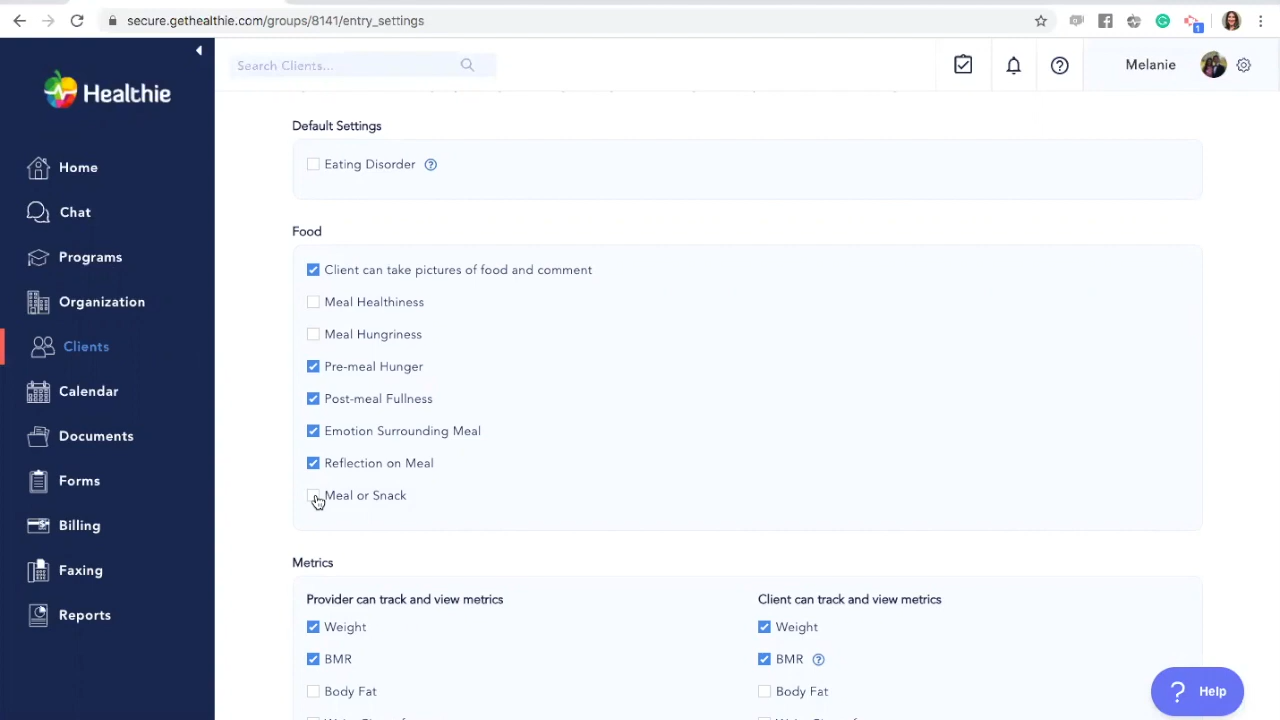 secure.gethealthie.com/groups/8141/entry_settings
1
Healthie
Search Clients...
Melanie
Home
Chat
Programs
Organization
Clients
Calendar
Documents
Forms
Billing
Faxing
Reports
Default Settings
Eating Disorder ?
Food
Client can take pictures of food and comment
Meal Healthiness
Meal Hungriness
Pre-meal Hunger
Post-meal Fullness
Emotion Surrounding Meal
Reflection on Meal
Meal or Snack
Metrics
Provider can track and view metrics
Weight
BMR
Body Fat
Client can track and view metrics
Weight
BMR ?
Body Fat
? Help